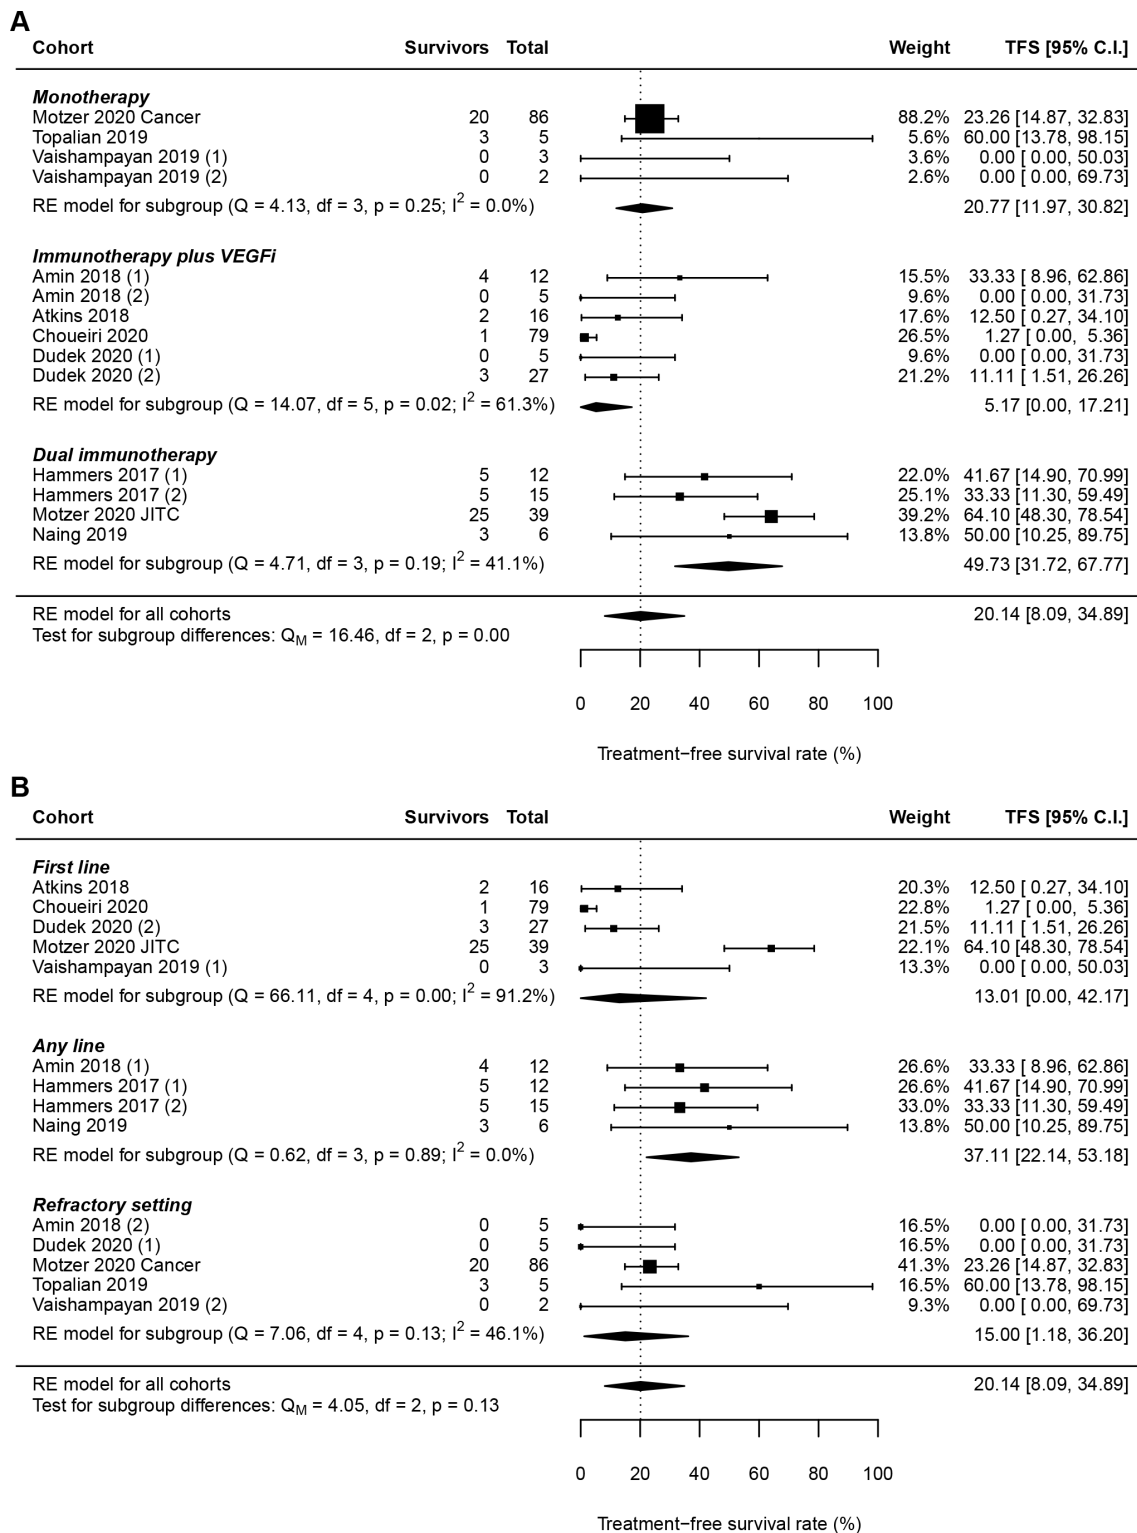 A
Cohort Survivors Total Weight TFS [95% C.I.]
Monotherapy
Motzer 2020 Cancer 20 86 88.2% 23.26 [14.87, 32.83]
Topalian 2019 3 5 5.6% 60.00 [13.78, 98.15]
Vaishampayan 2019 (1) 0 3 3.6% 0.00 [ 0.00, 50.03]
Vaishampayan 2019 (2) 0 2 2.6% 0.00 [ 0.00, 69.73]
RE model for subgroup (Q = 4.13, df = 3, p = 0.25; I2 = 0.0%) 20.77 [11.97, 30.82]
Immunotherapy plus VEGFi
Amin 2018 (1) 4 12 15.5% 33.33 [ 8.96, 62.86]
Amin 2018 (2) 0 5 9.6% 0.00 [ 0.00, 31.73]
Atkins 2018 2 16 17.6% 12.50 [ 0.27, 34.10]
Choueiri 2020 1 79 26.5% 1.27 [ 0.00, 5.36]
Dudek 2020 (1) 0 5 9.6% 0.00 [ 0.00, 31.73]
Dudek 2020 (2) 3 27 21.2% 11.11 [ 1.51, 26.26]
RE model for subgroup (Q = 14.07, df = 5, p = 0.02; I2 = 61.3%) 5.17 [0.00, 17.21]
Dual immunotherapy
Hammers 2017 (1) 5 12 22.0% 41.67 [14.90, 70.99]
Hammers 2017 (2) 5 15 25.1% 33.33 [11.30, 59.49]
Motzer 2020 JITC 25 39 39.2% 64.10 [48.30, 78.54]
Naing 2019 3 6 13.8% 50.00 [10.25, 89.75]
RE model for subgroup (Q = 4.71, df = 3, p = 0.19; I2 = 41.1%) 49.73 [31.72, 67.77]
RE model for all cohorts 20.14 [8.09, 34.89]
Test for subgroup differences: QM = 16.46, df = 2, p = 0.00
0 20 40 60 80 100
Treatment−free survival rate (%)
B
Cohort Survivors Total Weight TFS [95% C.I.]
First line
Atkins 2018 2 16 20.3% 12.50 [ 0.27, 34.10]
Choueiri 2020 1 79 22.8% 1.27 [ 0.00, 5.36]
Dudek 2020 (2) 3 27 21.5% 11.11 [ 1.51, 26.26]
Motzer 2020 JITC 25 39 22.1% 64.10 [48.30, 78.54]
Vaishampayan 2019 (1) 0 3 13.3% 0.00 [ 0.00, 50.03]
RE model for subgroup (Q = 66.11, df = 4, p = 0.00; I2 = 91.2%) 13.01 [0.00, 42.17]
Any line
Amin 2018 (1) 4 12 26.6% 33.33 [ 8.96, 62.86]
Hammers 2017 (1) 5 12 26.6% 41.67 [14.90, 70.99]
Hammers 2017 (2) 5 15 33.0% 33.33 [11.30, 59.49]
Naing 2019 3 6 13.8% 50.00 [10.25, 89.75]
RE model for subgroup (Q = 0.62, df = 3, p = 0.89; I2 = 0.0%) 37.11 [22.14, 53.18]
Refractory setting
Amin 2018 (2) 0 5 16.5% 0.00 [ 0.00, 31.73]
Dudek 2020 (1) 0 5 16.5% 0.00 [ 0.00, 31.73]
Motzer 2020 Cancer 20 86 41.3% 23.26 [14.87, 32.83]
Topalian 2019 3 5 16.5% 60.00 [13.78, 98.15]
Vaishampayan 2019 (2) 0 2 9.3% 0.00 [ 0.00, 69.73]
RE model for subgroup (Q = 7.06, df = 4, p = 0.13; I2 = 46.1%) 15.00 [1.18, 36.20]
RE model for all cohorts 20.14 [8.09, 34.89]
Test for subgroup differences: QM = 4.05, df = 2, p = 0.13
0 20 40 60 80 100
Treatment−free survival rate (%)